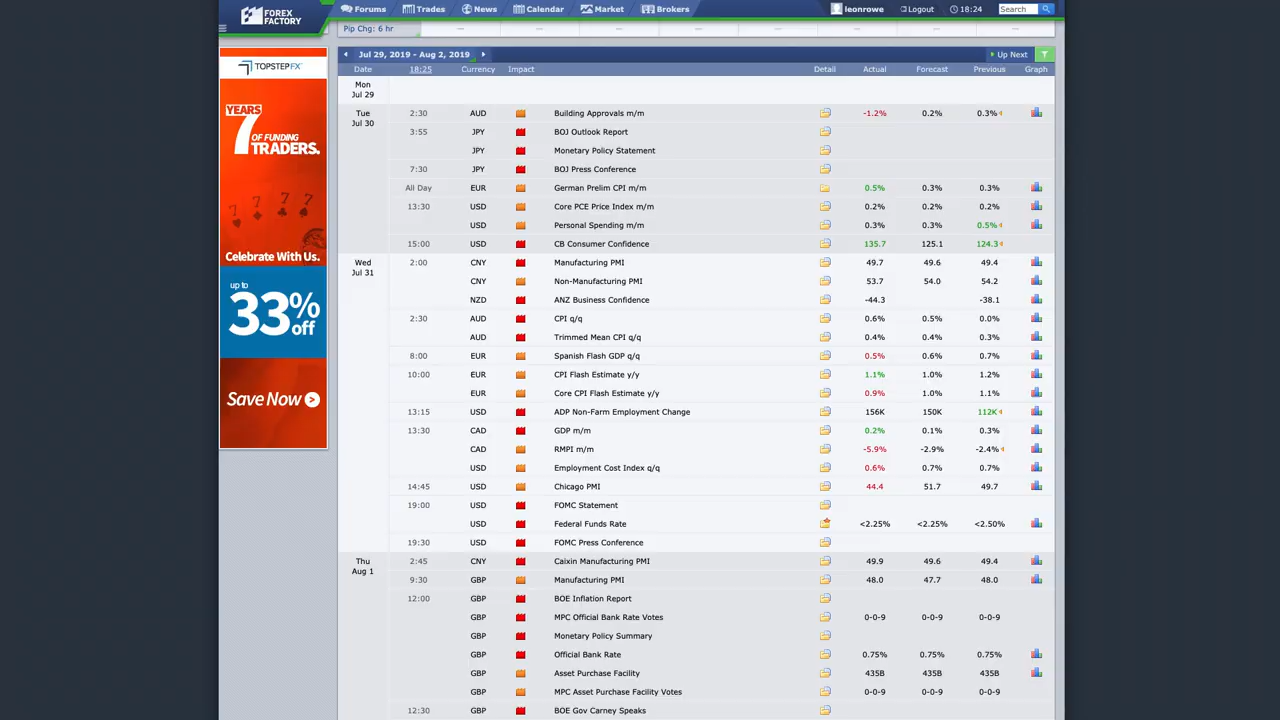 FOREX FACTORY Forums Trades News Calendar Market Brokers leonrowe Logout 18:24 Search
Pip Chg: 6 hr — — — — — — — —
Jul 29, 2019 - Aug 2, 2019 Up Next
Date 18:25 Currency Impact Detail Actual Forecast Previous Graph
Mon
Jul 29
Tue
Jul 30
2:30 AUD Building Approvals m/m -1.2% 0.2% 0.3%
3:55 JPY BOJ Outlook Report
JPY Monetary Policy Statement
7:30 JPY BOJ Press Conference
All Day EUR German Prelim CPI m/m 0.5% 0.3% 0.3%
13:30 USD Core PCE Price Index m/m 0.2% 0.2% 0.2%
USD Personal Spending m/m 0.3% 0.3% 0.5%
15:00 USD CB Consumer Confidence 135.7 125.1 124.3
Wed
Jul 31
2:00 CNY Manufacturing PMI 49.7 49.6 49.4
CNY Non-Manufacturing PMI 53.7 54.0 54.2
NZD ANZ Business Confidence -44.3 -38.1
2:30 AUD CPI q/q 0.6% 0.5% 0.0%
AUD Trimmed Mean CPI q/q 0.4% 0.4% 0.3%
8:00 EUR Spanish Flash GDP q/q 0.5% 0.6% 0.7%
10:00 EUR CPI Flash Estimate y/y 1.1% 1.0% 1.2%
EUR Core CPI Flash Estimate y/y 0.9% 1.0% 1.1%
13:15 USD ADP Non-Farm Employment Change 156K 150K 112K
13:30 CAD GDP m/m 0.2% 0.1% 0.3%
CAD RMPI m/m -5.9% -2.9% -2.4%
USD Employment Cost Index q/q 0.6% 0.7% 0.7%
14:45 USD Chicago PMI 44.4 51.7 49.7
19:00 USD FOMC Statement
USD Federal Funds Rate <2.25% <2.25% <2.50%
19:30 USD FOMC Press Conference
Thu
Aug 1
2:45 CNY Caixin Manufacturing PMI 49.9 49.6 49.4
9:30 GBP Manufacturing PMI 48.0 47.7 48.0
12:00 GBP BOE Inflation Report
GBP MPC Official Bank Rate Votes 0-0-9 0-0-9 0-0-9
GBP Monetary Policy Summary
GBP Official Bank Rate 0.75% 0.75% 0.75%
GBP Asset Purchase Facility 435B 435B 435B
GBP MPC Asset Purchase Facility Votes 0-0-9 0-0-9 0-0-9
12:30 GBP BOE Gov Carney Speaks
TOPSTEPFX
YEARS
7 OF FUNDING
TRADERS.
7 7 7 7
Celebrate With Us.
up to
33% off
Save Now >